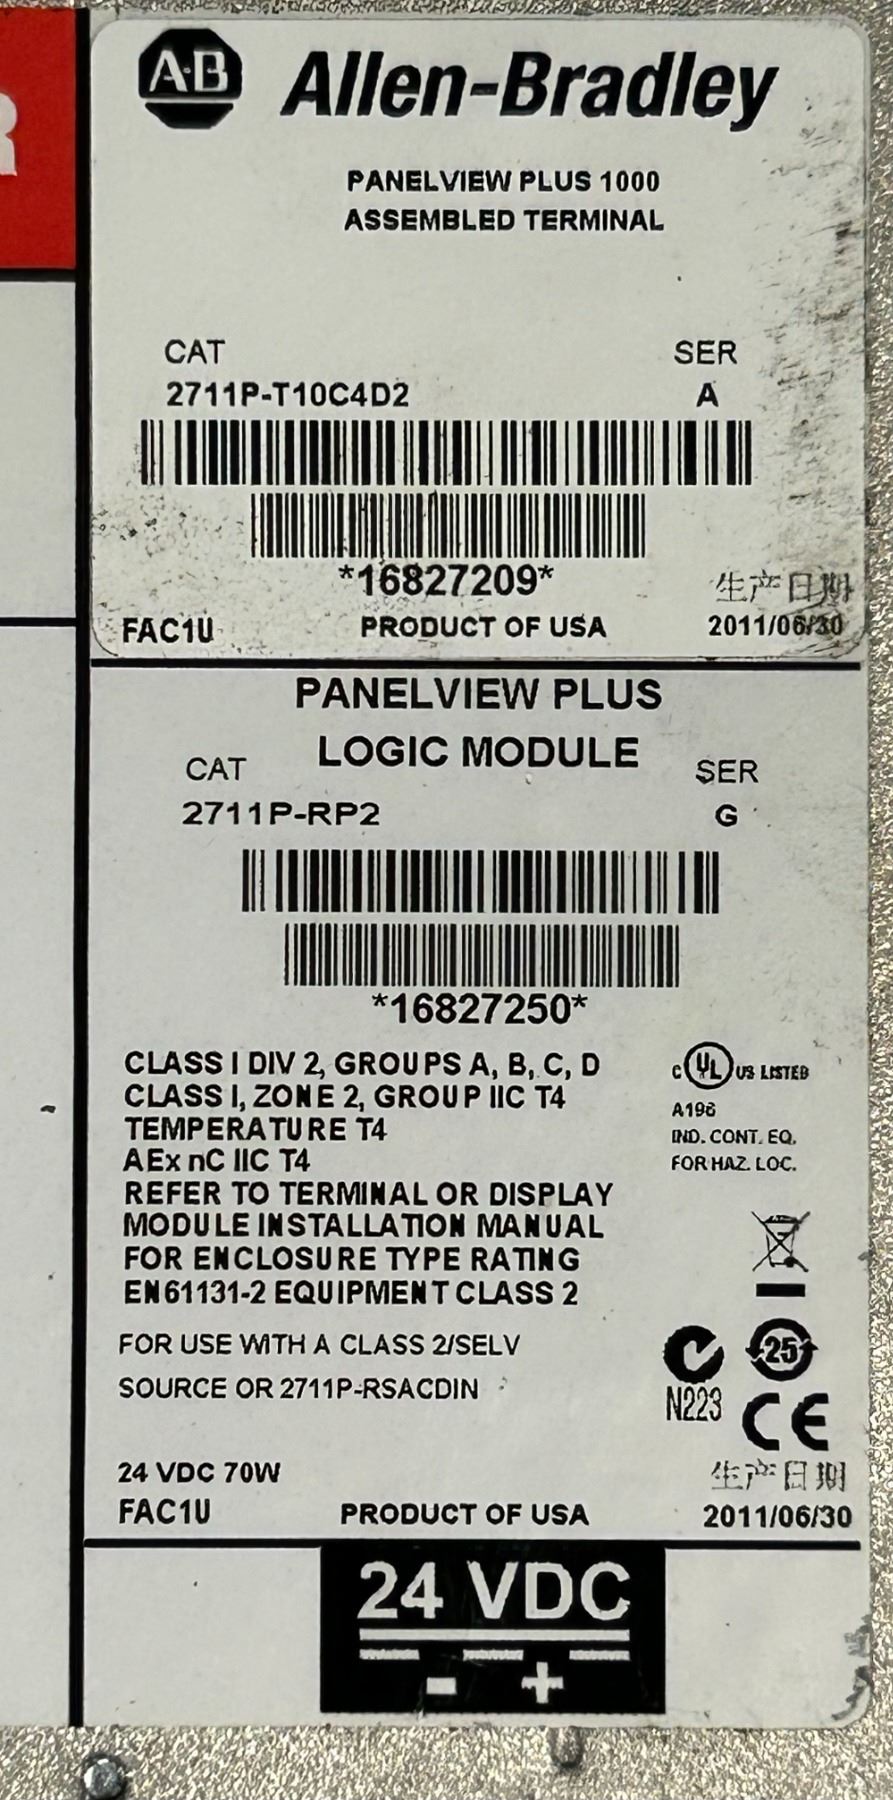 R
A-B Allen-Bradley
PANELVIEW PLUS 1000
ASSEMBLED TERMINAL
CAT SER
2711P-T10C4D2 A
*16827209*
生产日期
FAC1U PRODUCT OF USA 2011/06/30
PANELVIEW PLUS
LOGIC MODULE
CAT SER
2711P-RP2 G
*16827250*
CLASS I DIV 2, GROUPS A, B, C, D
CLASS I, ZONE 2, GROUP IIC T4
TEMPERATURE T4
AEx nC IIC T4
REFER TO TERMINAL OR DISPLAY
MODULE INSTALLATION MANUAL
FOR ENCLOSURE TYPE RATING
EN61131-2 EQUIPMENT CLASS 2
C UL US LISTED
A196
IND. CONT. EQ.
FOR HAZ. LOC.
FOR USE WITH A CLASS 2/SELV
SOURCE OR 2711P-RSACDIN
25
N223
CE
24 VDC 70W
生产日期
FAC1U PRODUCT OF USA 2011/06/30
24 VDC
- +